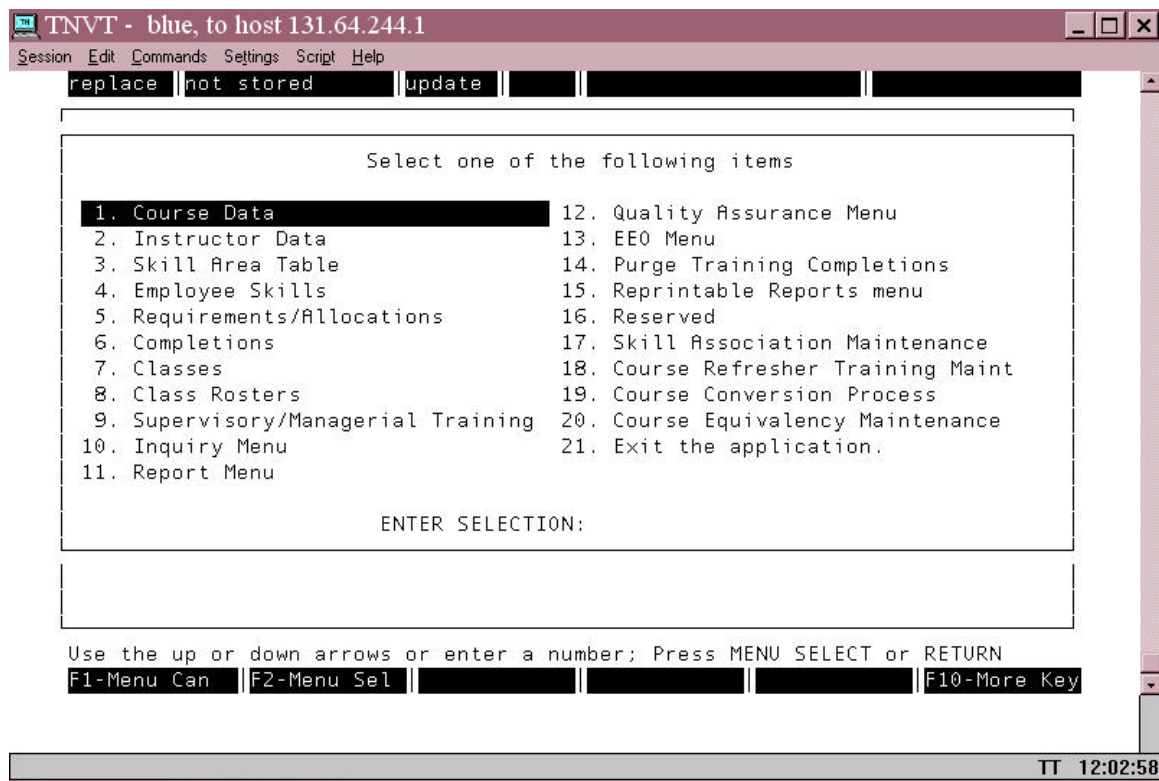 TNVT - blue, to host 131.64.244.1
Session Edit Commands Settings Script Help
replace not stored update
Select one of the following items
1. Course Data
2. Instructor Data
3. Skill Area Table
4. Employee Skills
5. Requirements/Allocations
6. Completions
7. Classes
8. Class Rosters
9. Supervisory/Managerial Training
10. Inquiry Menu
11. Report Menu
12. Quality Assurance Menu
13. EEO Menu
14. Purge Training Completions
15. Reprintable Reports menu
16. Reserved
17. Skill Association Maintenance
18. Course Refresher Training Maint
19. Course Conversion Process
20. Course Equivalency Maintenance
21. Exit the application.
ENTER SELECTION:
Use the up or down arrows or enter a number; Press MENU SELECT or RETURN
F1-Menu Can F2-Menu Sel F10-More Key
TT 12:02:58